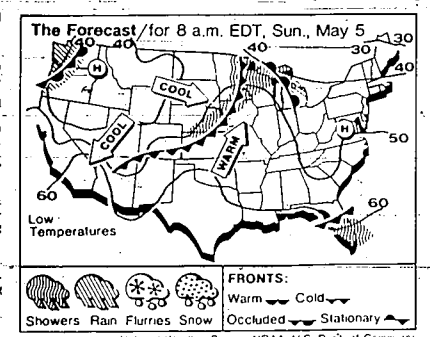 The Forecast/for 8 a.m. EDT, Sun., May 5
40 40 40 30 30
H
40
COOL
COOL
H
50
WARM
60
60
Low
Temperatures
FRONTS:
Warm Cold
Showers Rain Flurries Snow
Occluded Stationary